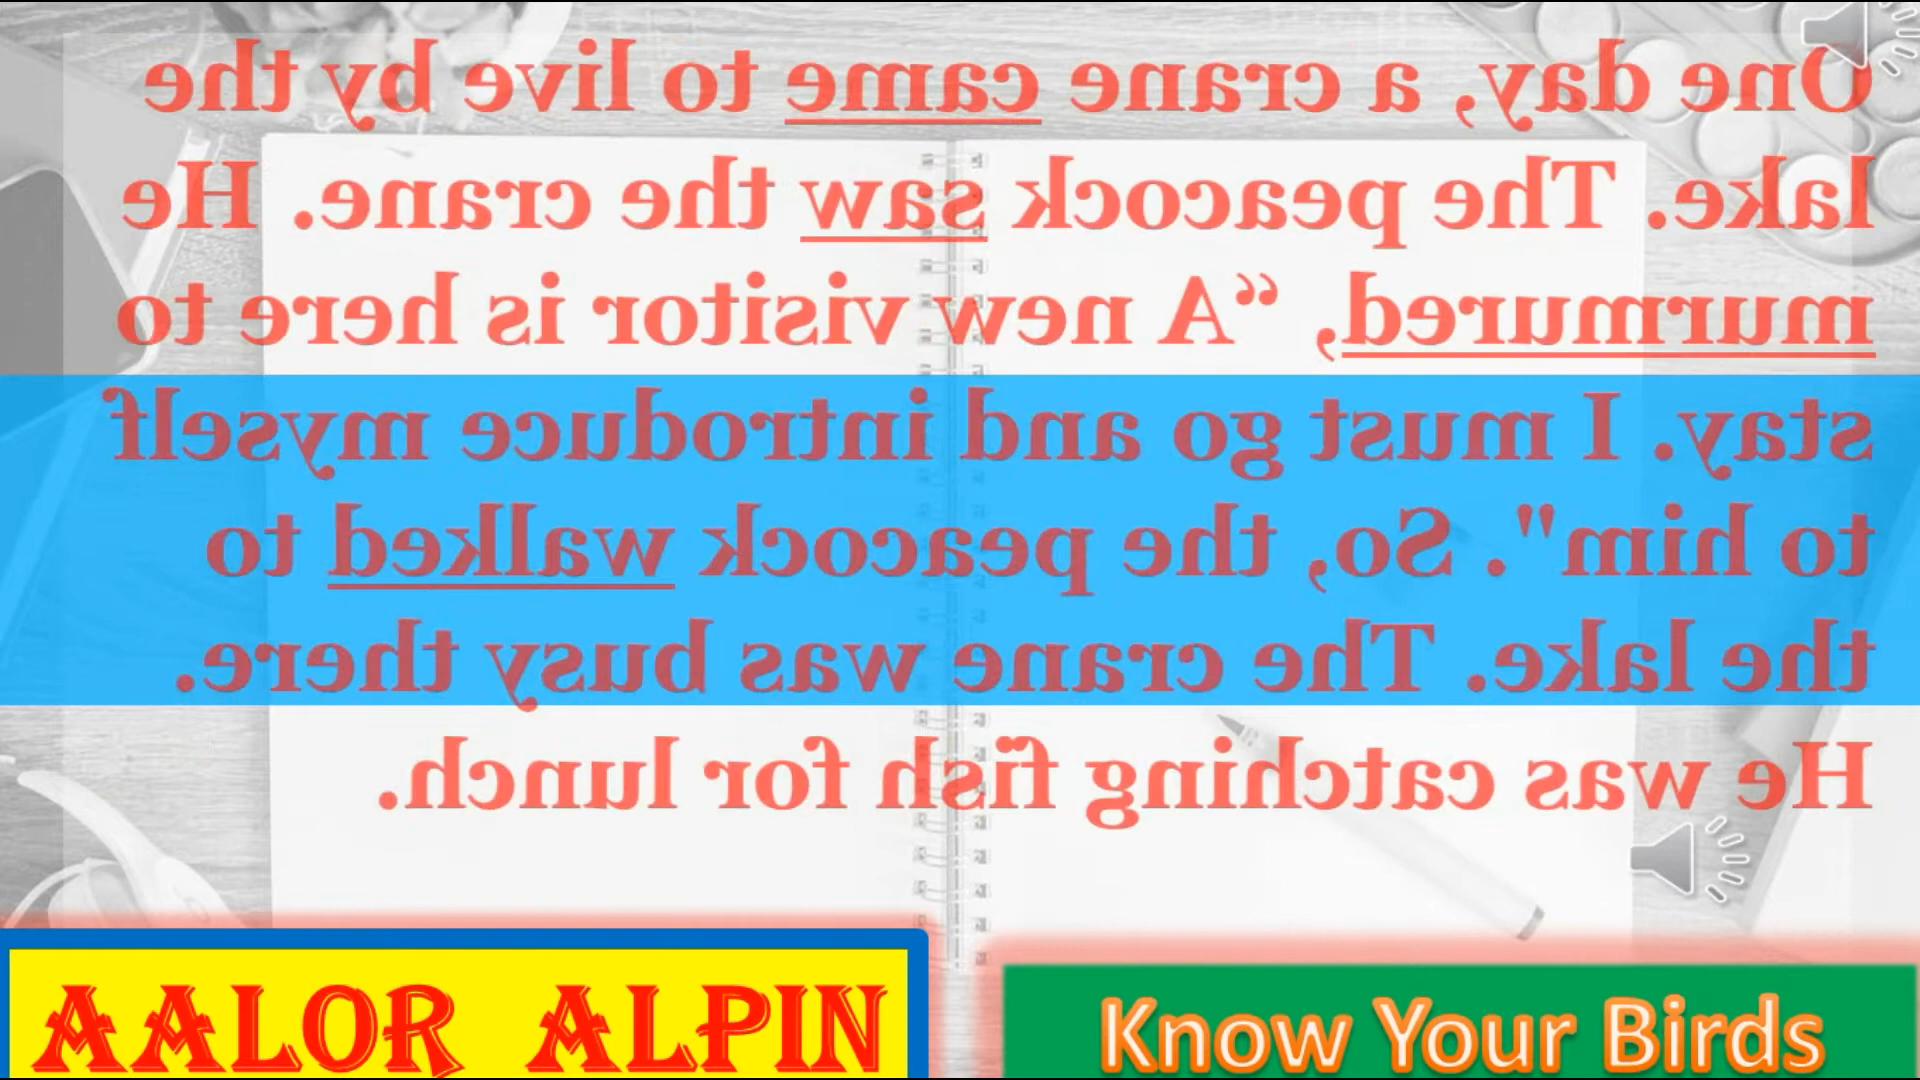 One day, a crane came to live by the
lake. The peacock saw the crane. He
murmured, “A new visitor is here to
stay. I must go and introduce myself
to him". So, the peacock walked to
the lake. The crane was busy there.
He was catching fish for lunch.
AALOR ALPIN
Know Your Birds